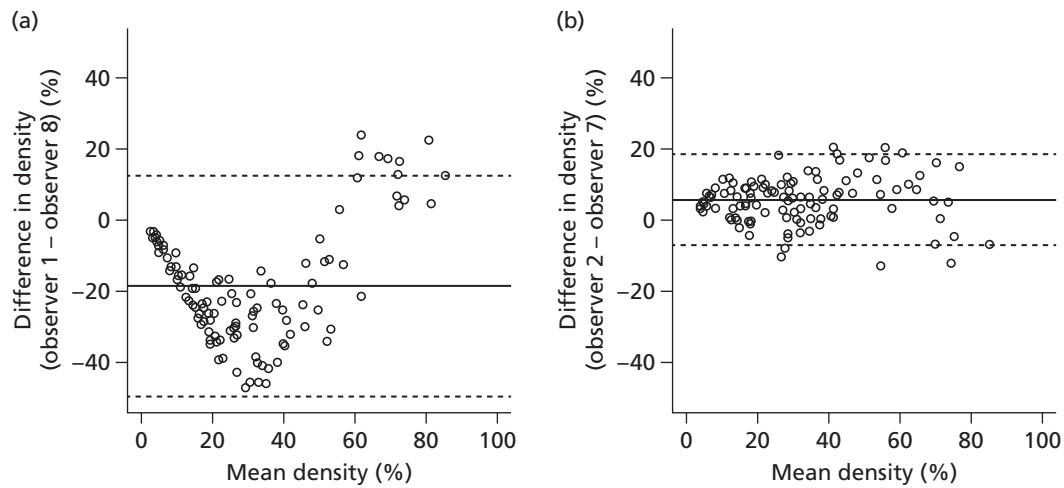 (a)
Difference in density
(observer 1 – observer 8) (%)
40
20
0
−20
−40
0
20
40
60
80
100
Mean density (%)
(b)
Difference in density
(observer 2 – observer 7) (%)
40
20
0
−20
−40
0
20
40
60
80
100
Mean density (%)